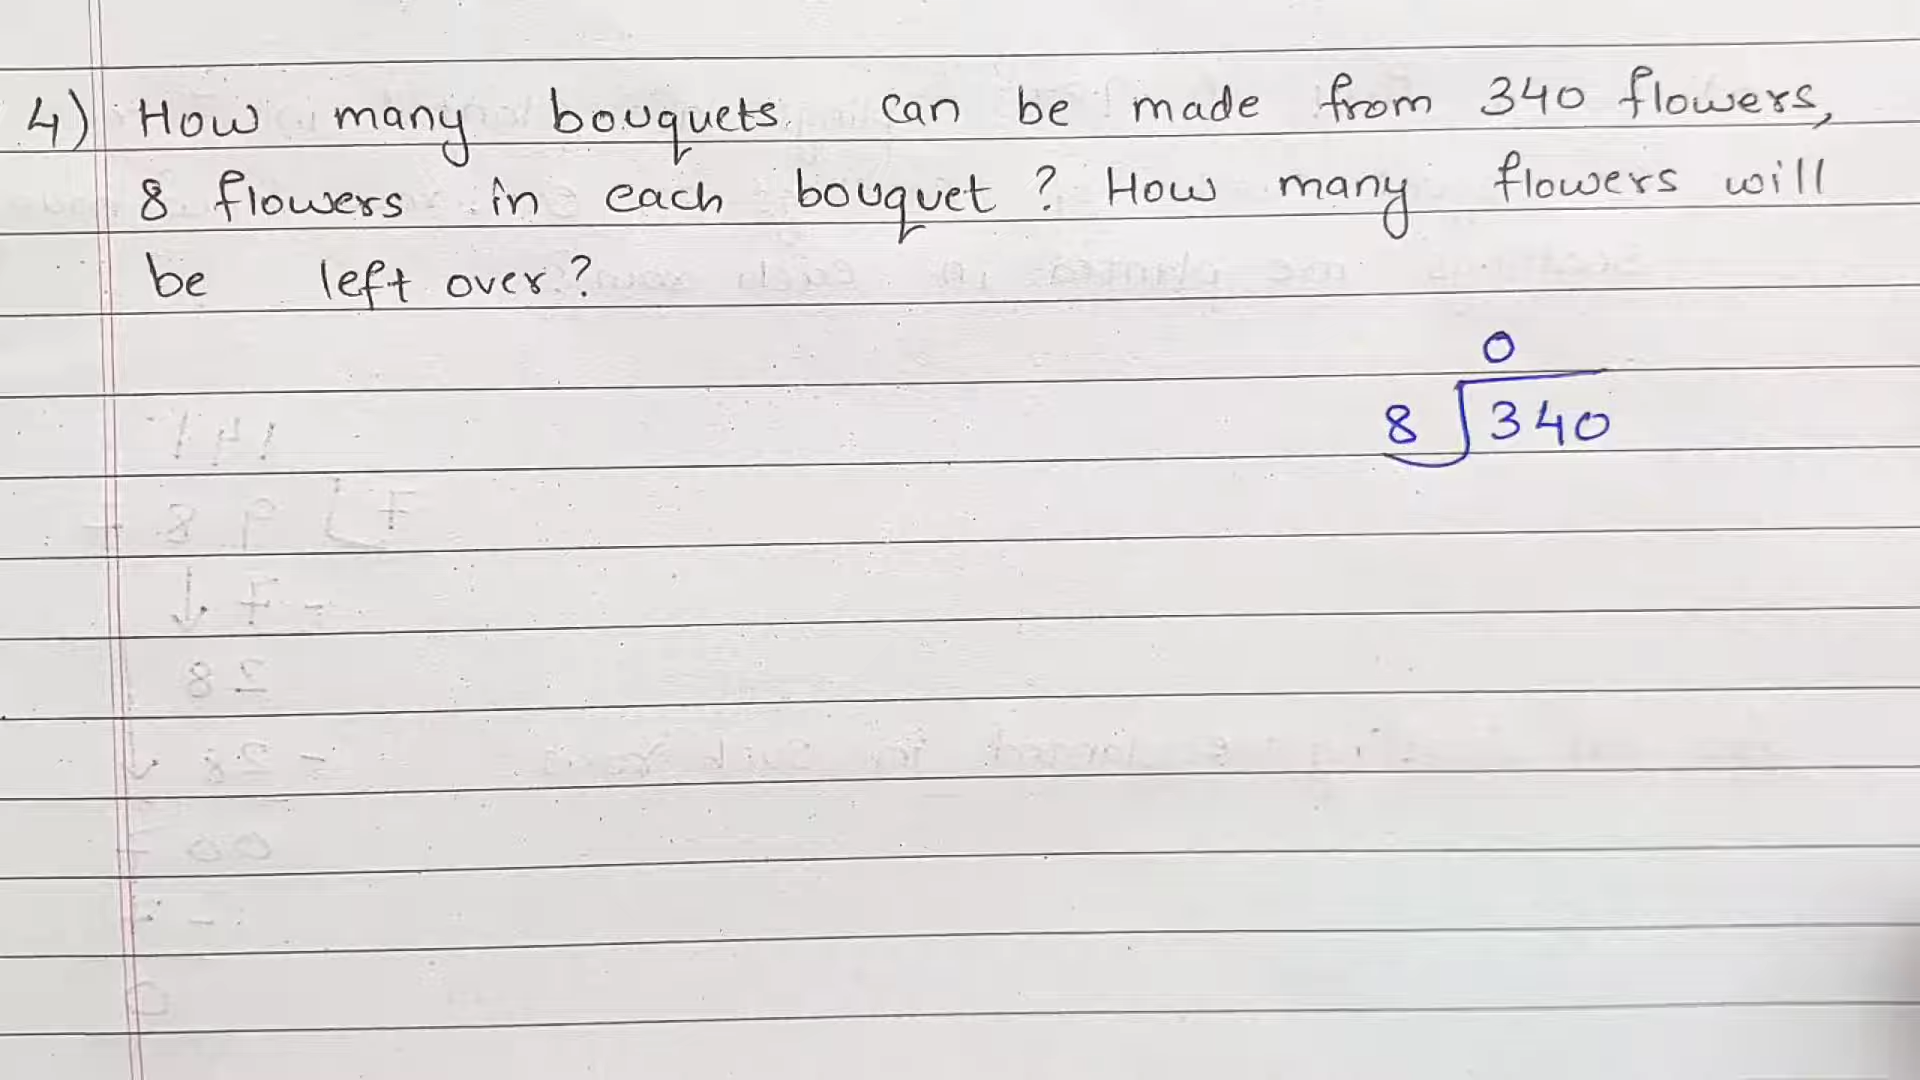 4) How many bouquets can be made from 340 flowers,
8 flowers in each bouquet? How many flowers will
be left over?
0
8 340